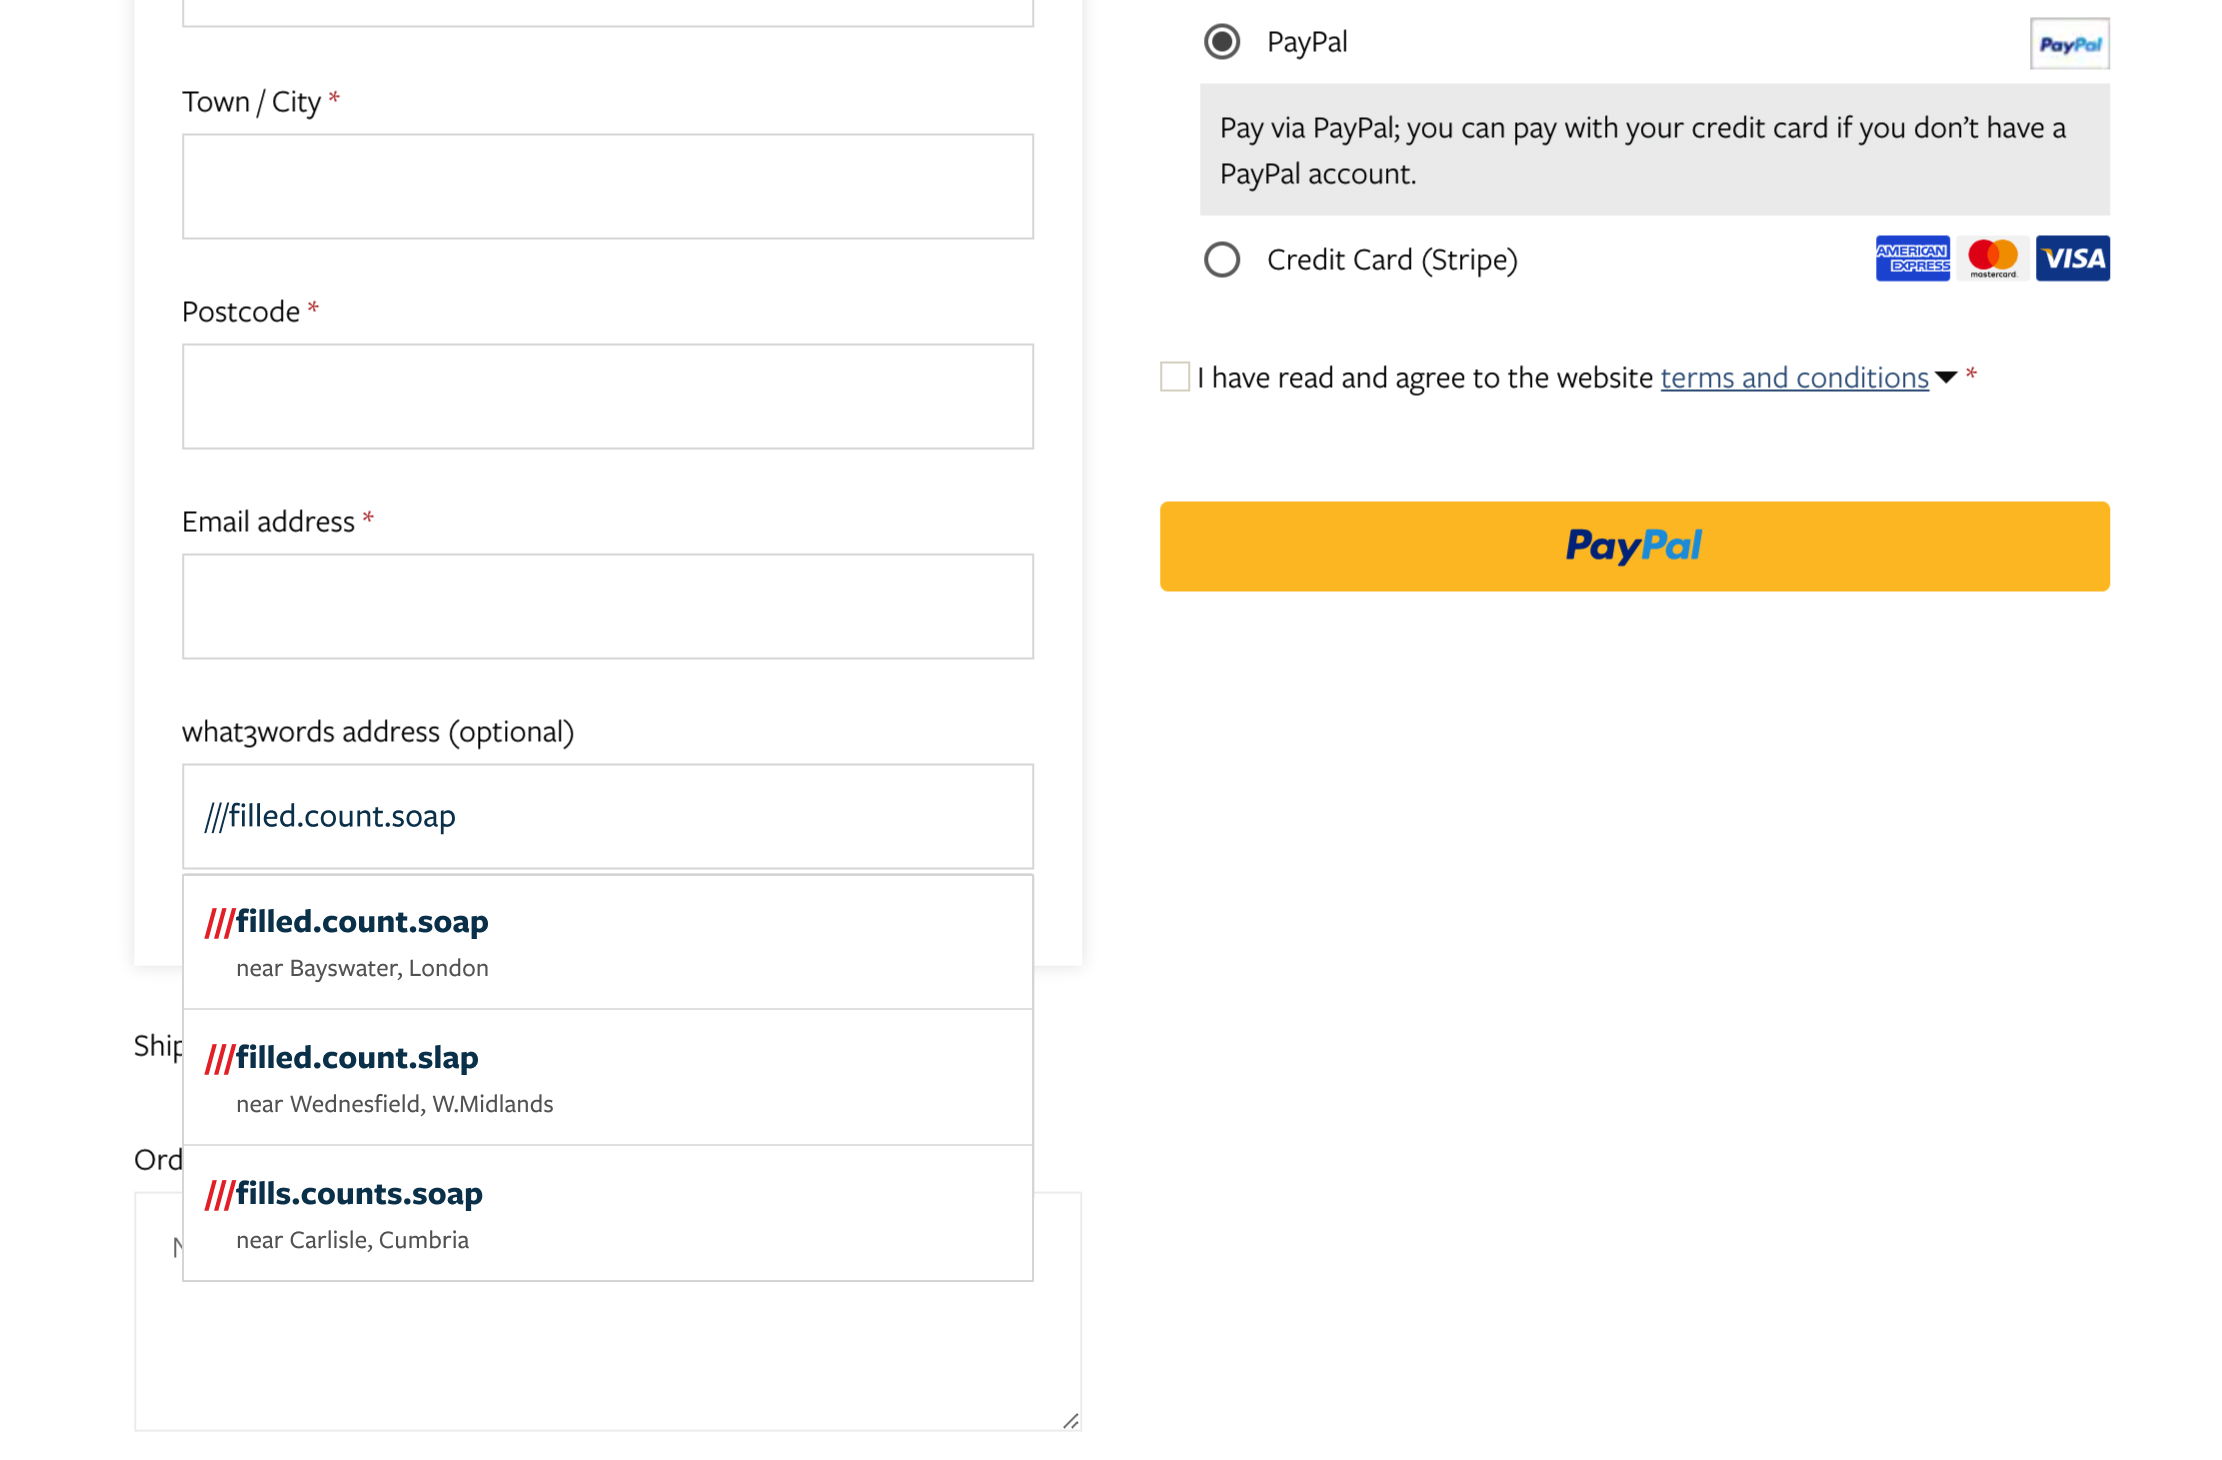 Town / City *
Postcode *
Email address *
what3words address (optional)
///filled.count.soap
///filled.count.soap
near Bayswater, London
///filled.count.slap
near Wednesfield, W.Midlands
///fills.counts.soap
near Carlisle, Cumbria
PayPal
PayPal
Pay via PayPal; you can pay with your credit card if you don’t have a
PayPal account.
Credit Card (Stripe)
AMERICAN
EXPRESS
mastercard.
VISA
I have read and agree to the website terms and conditions *
PayPal